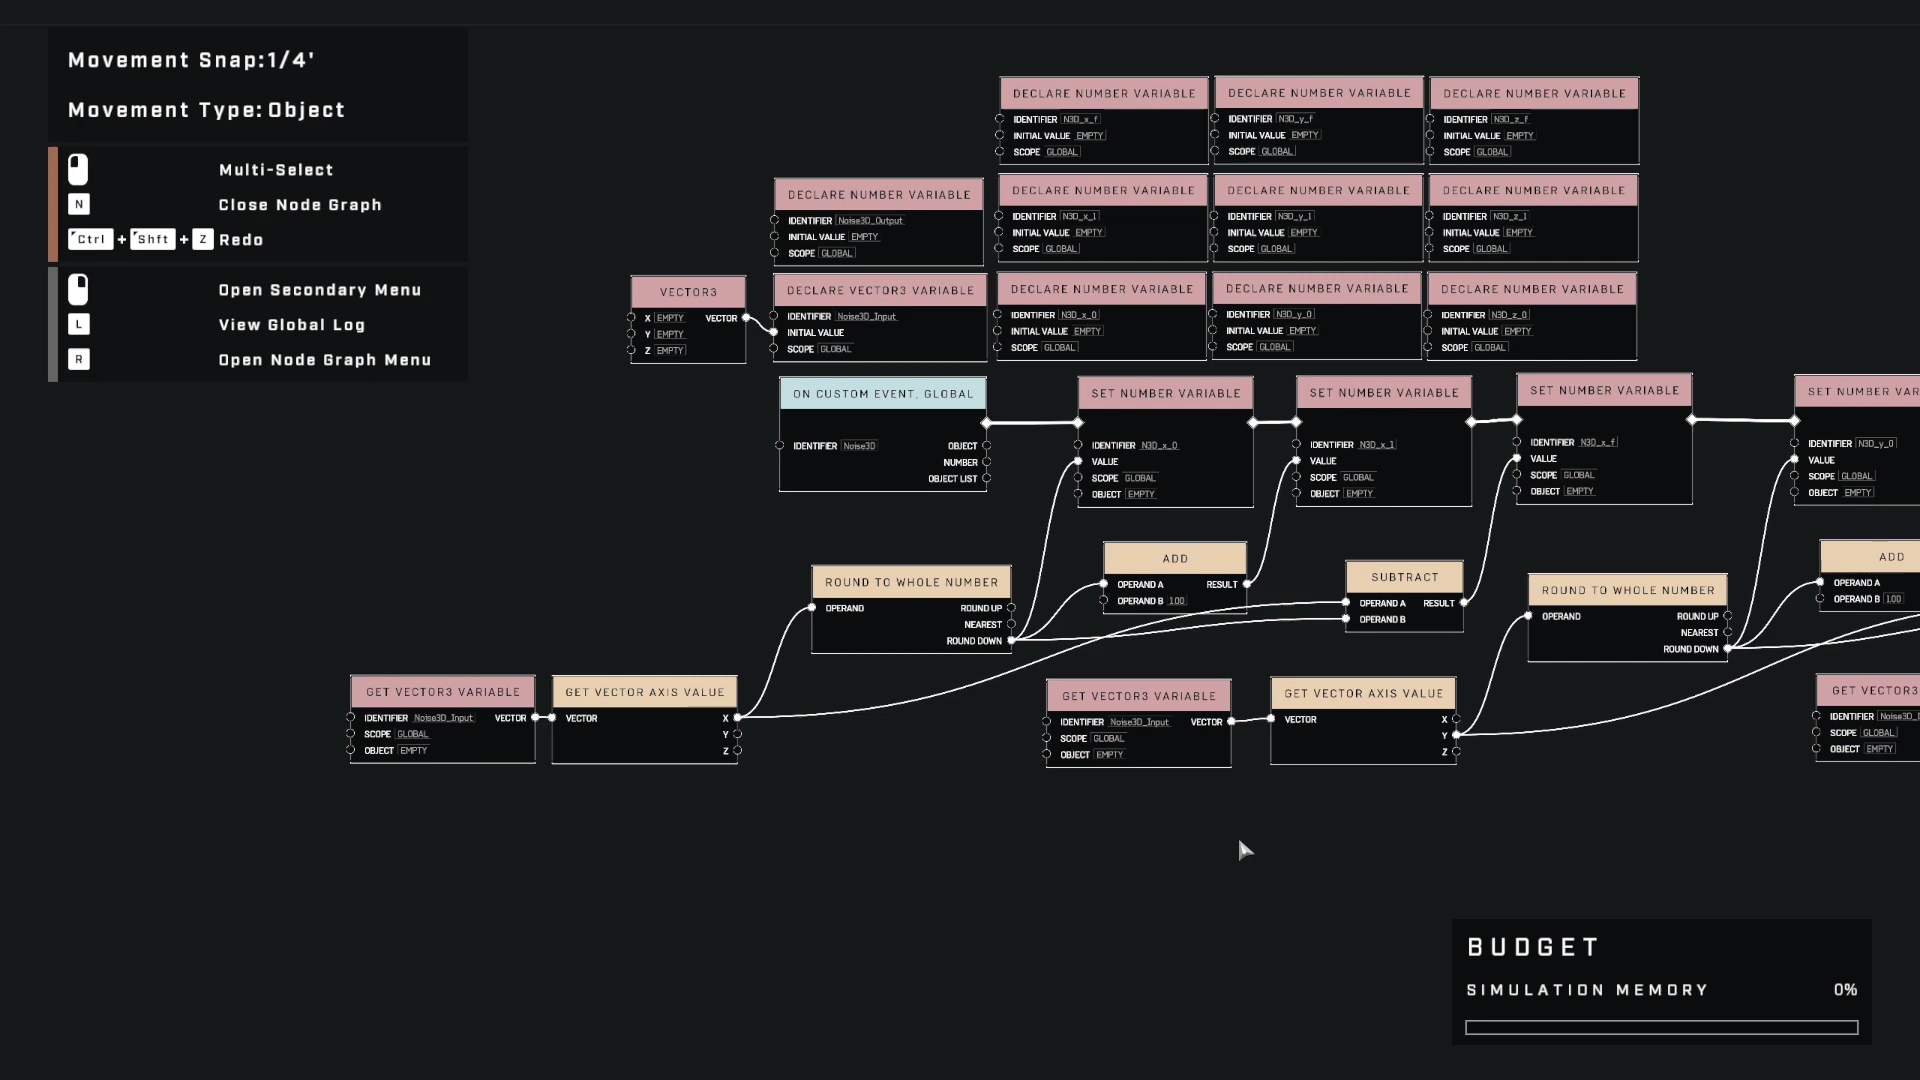 Movement Snap:1/4'
Movement Type: Object
Multi-Select
N Close Node Graph
Ctrl + Shft + Z Redo
Open Secondary Menu
L View Global Log
R Open Node Graph Menu
DECLARE NUMBER VARIABLE
IDENTIFIER N3D_x_f
INITIAL VALUE EMPTY
SCOPE GLOBAL
DECLARE NUMBER VARIABLE
IDENTIFIER N3D_y_f
INITIAL VALUE EMPTY
SCOPE GLOBAL
DECLARE NUMBER VARIABLE
IDENTIFIER N3D_z_f
INITIAL VALUE EMPTY
SCOPE GLOBAL
DECLARE NUMBER VARIABLE
IDENTIFIER Noise3D_Output
INITIAL VALUE EMPTY
SCOPE GLOBAL
DECLARE NUMBER VARIABLE
IDENTIFIER N3D_x_1
INITIAL VALUE EMPTY
SCOPE GLOBAL
DECLARE NUMBER VARIABLE
IDENTIFIER N3D_y_1
INITIAL VALUE EMPTY
SCOPE GLOBAL
DECLARE NUMBER VARIABLE
IDENTIFIER N3D_z_1
INITIAL VALUE EMPTY
SCOPE GLOBAL
VECTOR3
X EMPTY VECTOR
Y EMPTY
Z EMPTY
DECLARE VECTOR3 VARIABLE
IDENTIFIER Noise3D_Input
INITIAL VALUE
SCOPE GLOBAL
DECLARE NUMBER VARIABLE
IDENTIFIER N3D_x_0
INITIAL VALUE EMPTY
SCOPE GLOBAL
DECLARE NUMBER VARIABLE
IDENTIFIER N3D_y_0
INITIAL VALUE EMPTY
SCOPE GLOBAL
DECLARE NUMBER VARIABLE
IDENTIFIER N3D_z_0
INITIAL VALUE EMPTY
SCOPE GLOBAL
ON CUSTOM EVENT, GLOBAL
IDENTIFIER Noise3D OBJECT
NUMBER
OBJECT LIST
SET NUMBER VARIABLE
IDENTIFIER N3D_x_0
VALUE
SCOPE GLOBAL
OBJECT EMPTY
SET NUMBER VARIABLE
IDENTIFIER N3D_x_1
VALUE
SCOPE GLOBAL
OBJECT EMPTY
SET NUMBER VARIABLE
IDENTIFIER N3D_x_f
VALUE
SCOPE GLOBAL
OBJECT EMPTY
SET NUMBER VAR
IDENTIFIER N3D_y_0
VALUE
SCOPE GLOBAL
OBJECT EMPTY
ROUND TO WHOLE NUMBER
OPERAND ROUND UP
NEAREST
ROUND DOWN
ADD
OPERAND A RESULT
OPERAND B 1.00
SUBTRACT
OPERAND A RESULT
OPERAND B
ROUND TO WHOLE NUMBER
OPERAND ROUND UP
NEAREST
ROUND DOWN
ADD
OPERAND A
OPERAND B 1.00
GET VECTOR3 VARIABLE
IDENTIFIER Noise3D_Input VECTOR
SCOPE GLOBAL
OBJECT EMPTY
GET VECTOR AXIS VALUE
VECTOR X
Y
Z
GET VECTOR3 VARIABLE
IDENTIFIER Noise3D_Input VECTOR
SCOPE GLOBAL
OBJECT EMPTY
GET VECTOR AXIS VALUE
VECTOR X
Y
Z
GET VECTOR3
IDENTIFIER Noise3D_I
SCOPE GLOBAL
OBJECT EMPTY
BUDGET
SIMULATION MEMORY 0%